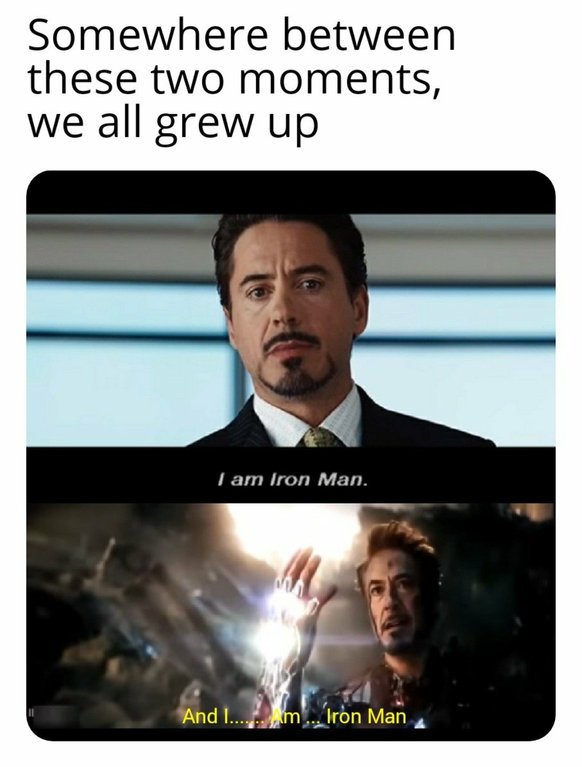 Somewhere between
these two moments,
we all grew up
I am Iron Man.
And I....... Am ... Iron Man